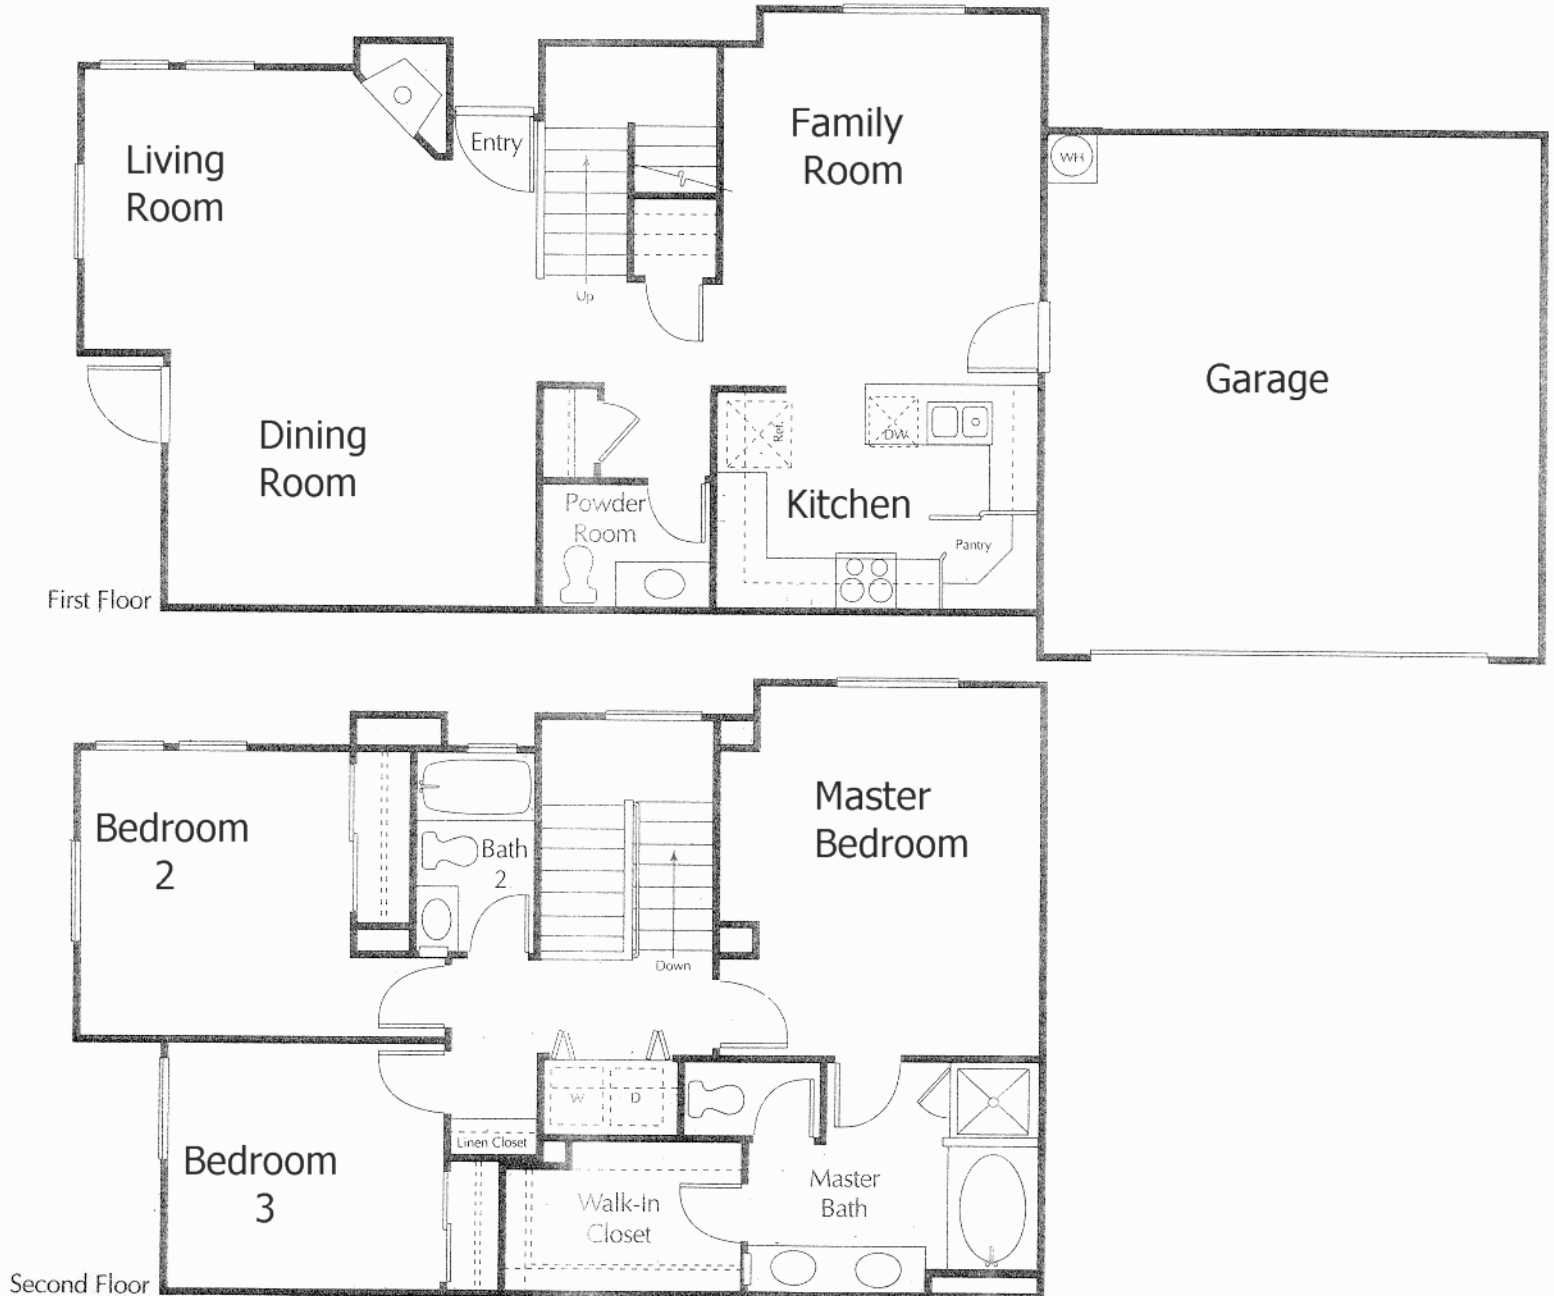 Living
Room
Entry
Up
Family
Room
WH
Garage
Dining
Room
Powder
Room
Ref.
DW
Kitchen
Pantry
First Floor
Bedroom
2
Bath
2
Down
Master
Bedroom
W
D
Linen Closet
Bedroom
3
Walk-in
Closet
Master
Bath
Second Floor